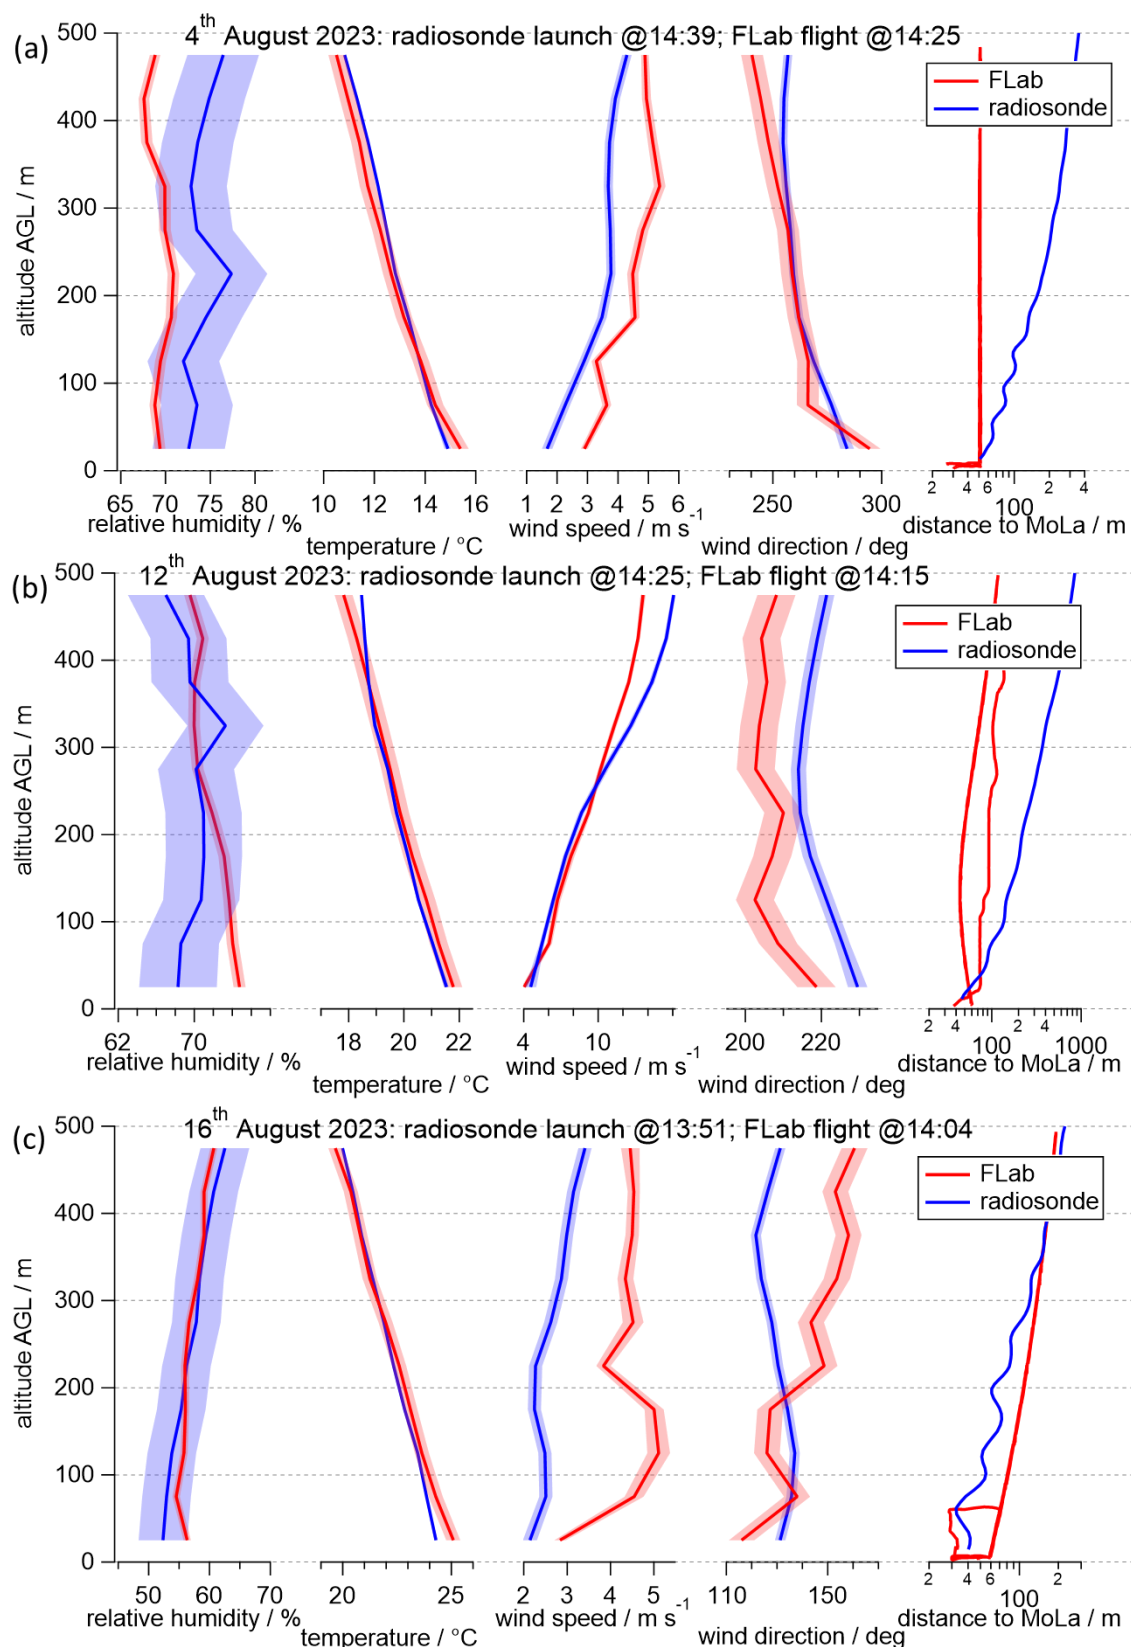 (a)
4th August 2023: radiosonde launch @14:39; FLab flight @14:25
FLab
radiosonde
altitude AGL / m
500
400
300
200
100
0
65 70 75 80
relative humidity / %
10 12 14 16
temperature / °C
1 2 3 4 5 6
wind speed / m s-1
250 300
wind direction / deg
2 4 6 100 2 4
distance to MoLa / m
(b)
12th August 2023: radiosonde launch @14:25; FLab flight @14:15
FLab
radiosonde
altitude AGL / m
500
400
300
200
100
0
62 70
relative humidity / %
18 20 22
temperature / °C
4 10
wind speed / m s-1
200 220
wind direction / deg
2 4 100 2 4 1000
distance to MoLa / m
(c)
16th August 2023: radiosonde launch @13:51; FLab flight @14:04
FLab
radiosonde
altitude AGL / m
500
400
300
200
100
0
50 60 70
relative humidity / %
20 25
temperature / °C
2 3 4 5
wind speed / m s-1
110 150
wind direction / deg
2 4 6 100 2
distance to MoLa / m